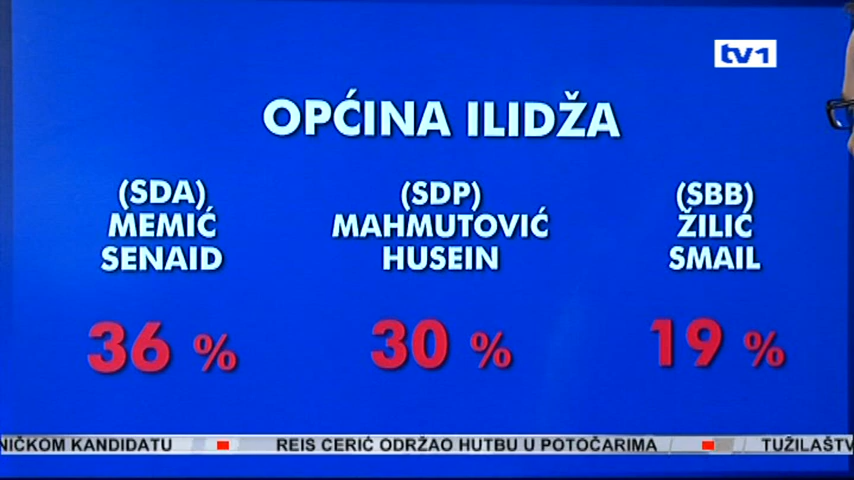 tv1
OPĆINA ILIDŽA
(SDA)
MEMIĆ
SENAID
36 %
(SDP)
MAHMUTOVIĆ
HUSEIN
30 %
(SBB)
ŽILIĆ
SMAIL
19 %
NIČKOM KANDIDATU REIS CERIĆ ODRŽAO HUTBU U POTOČARIMA TUŽILAŠTV